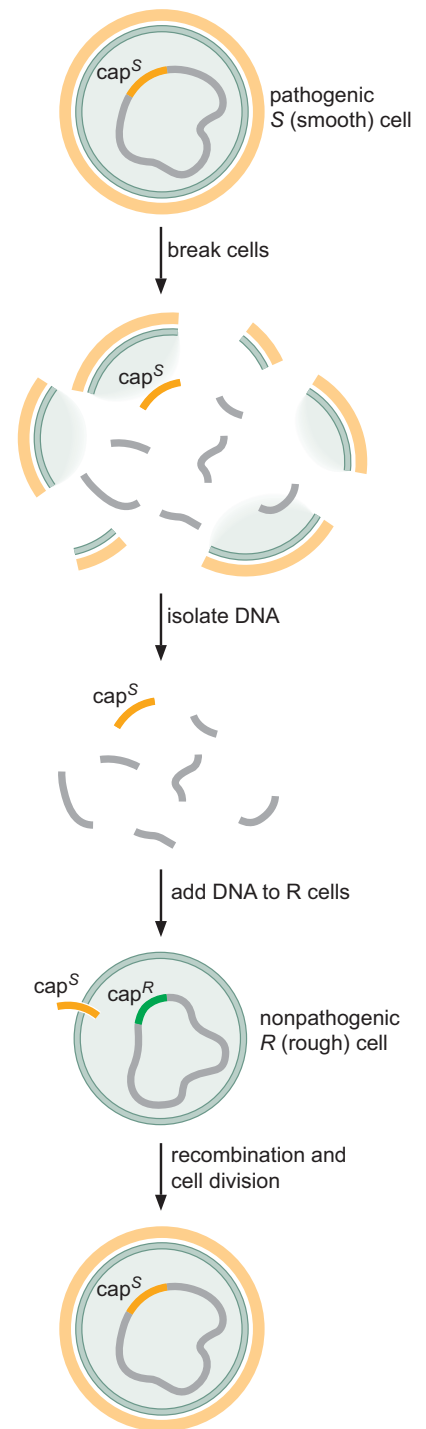 cap^S
pathogenic
S (smooth) cell
break cells
cap^S
isolate DNA
cap^S
add DNA to R cells
cap^S
cap^R
nonpathogenic
R (rough) cell
recombination and
cell division
cap^S